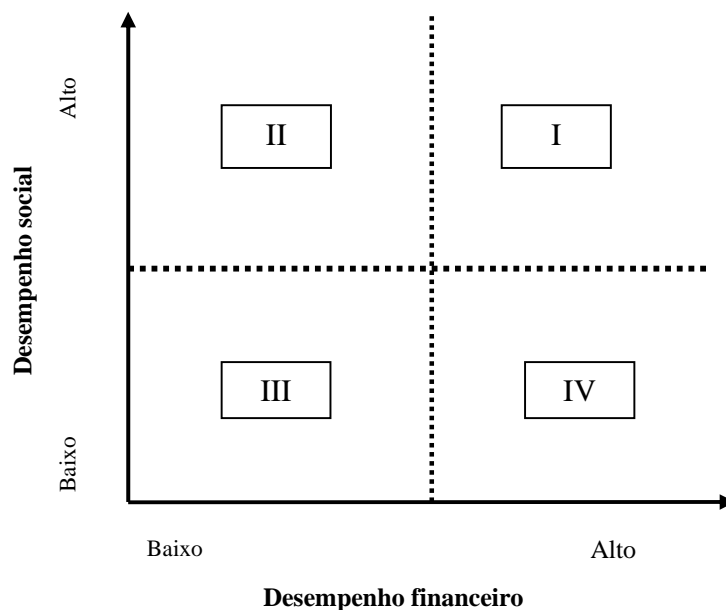 Alto
II
I
Desempenho social
III
IV
Baixo
Baixo
Alto
Desempenho financeiro